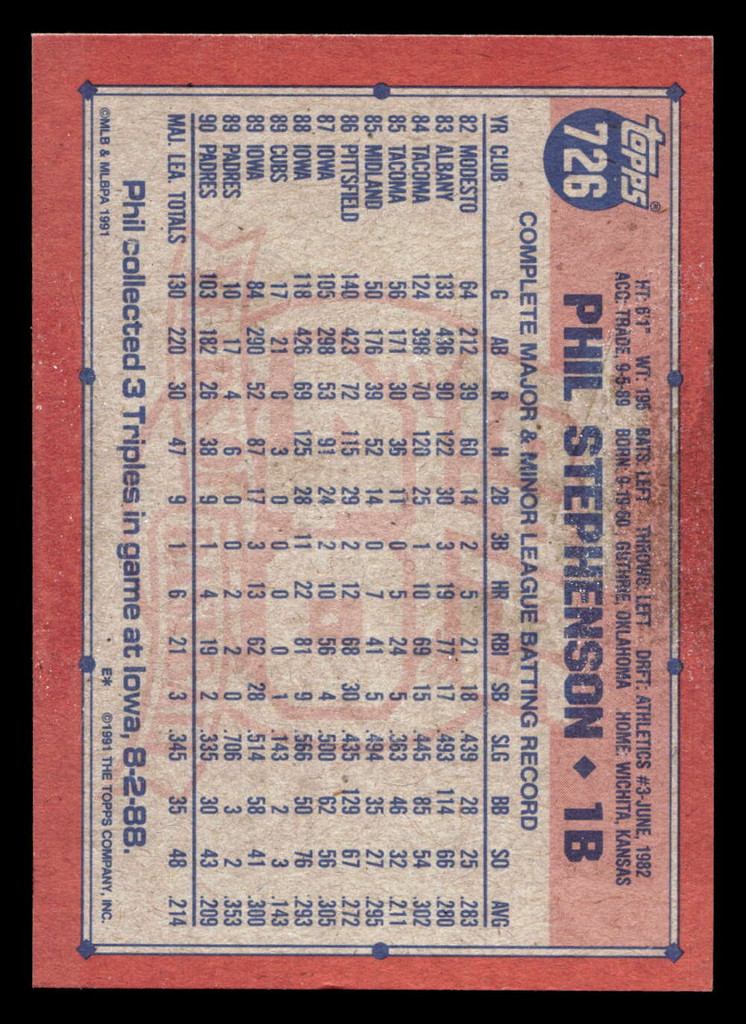 topps®
726
HT: 6'1" WT: 195 BATS: LEFT THROWS: LEFT DRFT: ATHLETICS #3-JUNE, 1982
ACQ: TRADE, 9-5-89 BORN: 9-19-60, GUTHRIE, OKLAHOMA HOME: WICHITA, KANSAS
PHIL STEPHENSON ◆ 1B
COMPLETE MAJOR & MINOR LEAGUE BATTING RECORD
YR CLUB G AB R H 2B 3B HR RBI SB SLG BB SO AVG
82 MODESTO 64 212 39 60 14 2 5 21 18 .439 28 25 .283
83 ALBANY 133 436 90 122 30 3 19 77 17 .493 114 66 .280
84 TACOMA 124 398 70 120 25 1 10 69 15 .445 85 54 .302
85 TACOMA 56 171 30 36 11 0 5 24 5 .363 46 32 .211
85 MIDLAND 50 176 39 52 14 0 7 41 5 .494 35 27 .295
86 PITTSFIELD 140 423 72 115 29 2 12 68 30 .435 129 67 .272
87 IOWA 105 298 53 91 24 2 10 56 4 .500 62 56 .305
88 IOWA 118 426 69 125 28 11 22 81 9 .566 50 76 .293
89 CUBS 17 21 0 3 0 0 0 0 1 .143 2 3 .143
89 IOWA 84 290 52 87 17 3 13 62 28 .514 58 41 .300
89 PADRES 10 17 4 6 0 0 2 2 0 .706 3 2 .353
90 PADRES 103 182 26 38 9 1 4 19 2 .335 30 43 .209
MAJ. LEA. TOTALS 130 220 30 47 9 1 6 21 3 .345 35 48 .214
Phil collected 3 Triples in game at Iowa, 8-2-88.
©MLB & MLBPA 1991 E* ©1991 THE TOPPS COMPANY, INC.